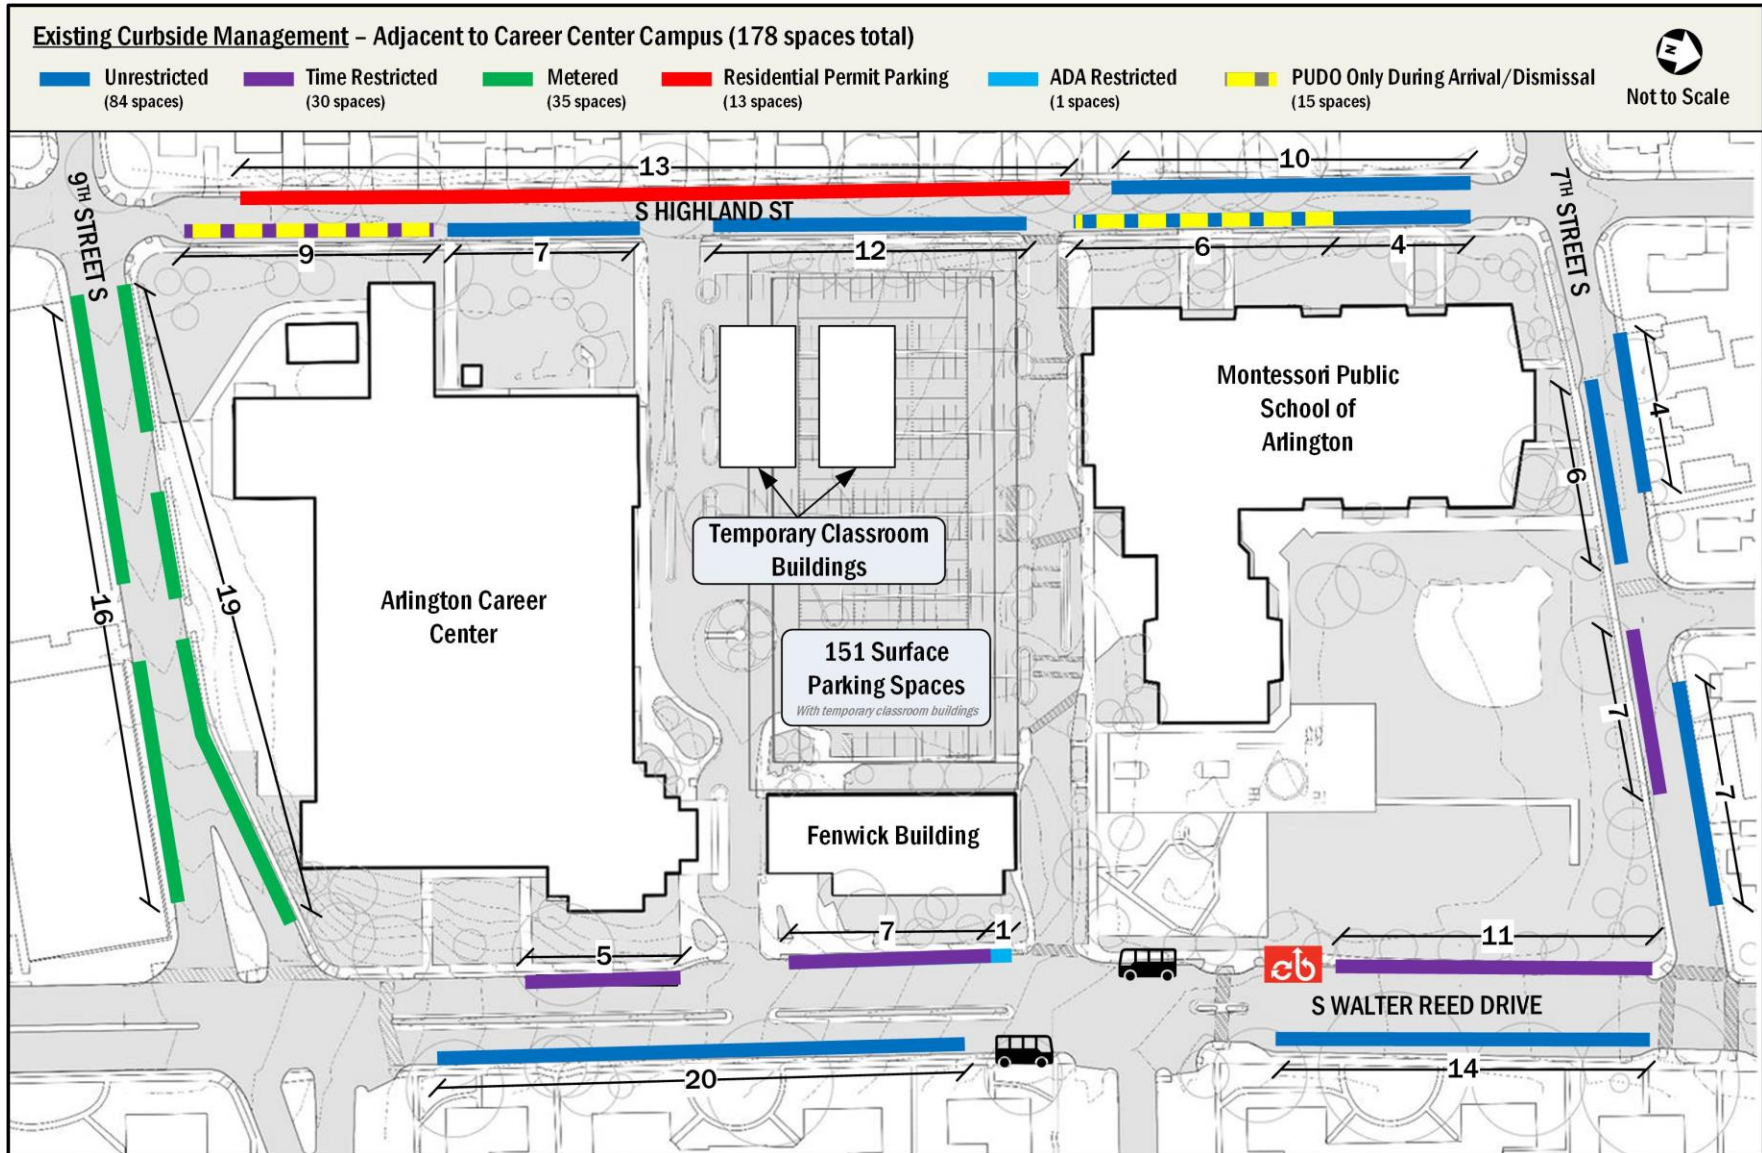 Existing Curbside Management – Adjacent to Career Center Campus (178 spaces total)
Unrestricted
(84 spaces)
Time Restricted
(30 spaces)
Metered
(35 spaces)
Residential Permit Parking
(13 spaces)
ADA Restricted
(1 spaces)
PUDO Only During Arrival/Dismissal
(15 spaces)
N
Not to Scale
13
10
9TH STREET S
S HIGHLAND ST
7TH STREET S
9
7
12
6
4
Montessori Public
School of
Arlington
4
6
Temporary Classroom
Buildings
Arlington Career
Center
16
19
151 Surface
Parking Spaces
With temporary classroom buildings
7
7
Fenwick Building
5
7
1
11
cb
S WALTER REED DRIVE
20
14